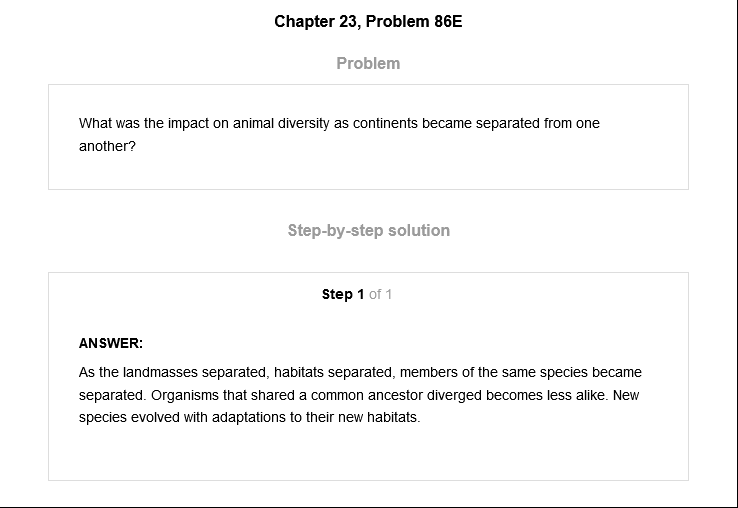 Chapter 23, Problem 86E
Problem
What was the impact on animal diversity as continents became separated from one
another?
Step-by-step solution
Step 1 of 1
ANSWER:
As the landmasses separated, habitats separated, members of the same species became
separated. Organisms that shared a common ancestor diverged becomes less alike. New
species evolved with adaptations to their new habitats.